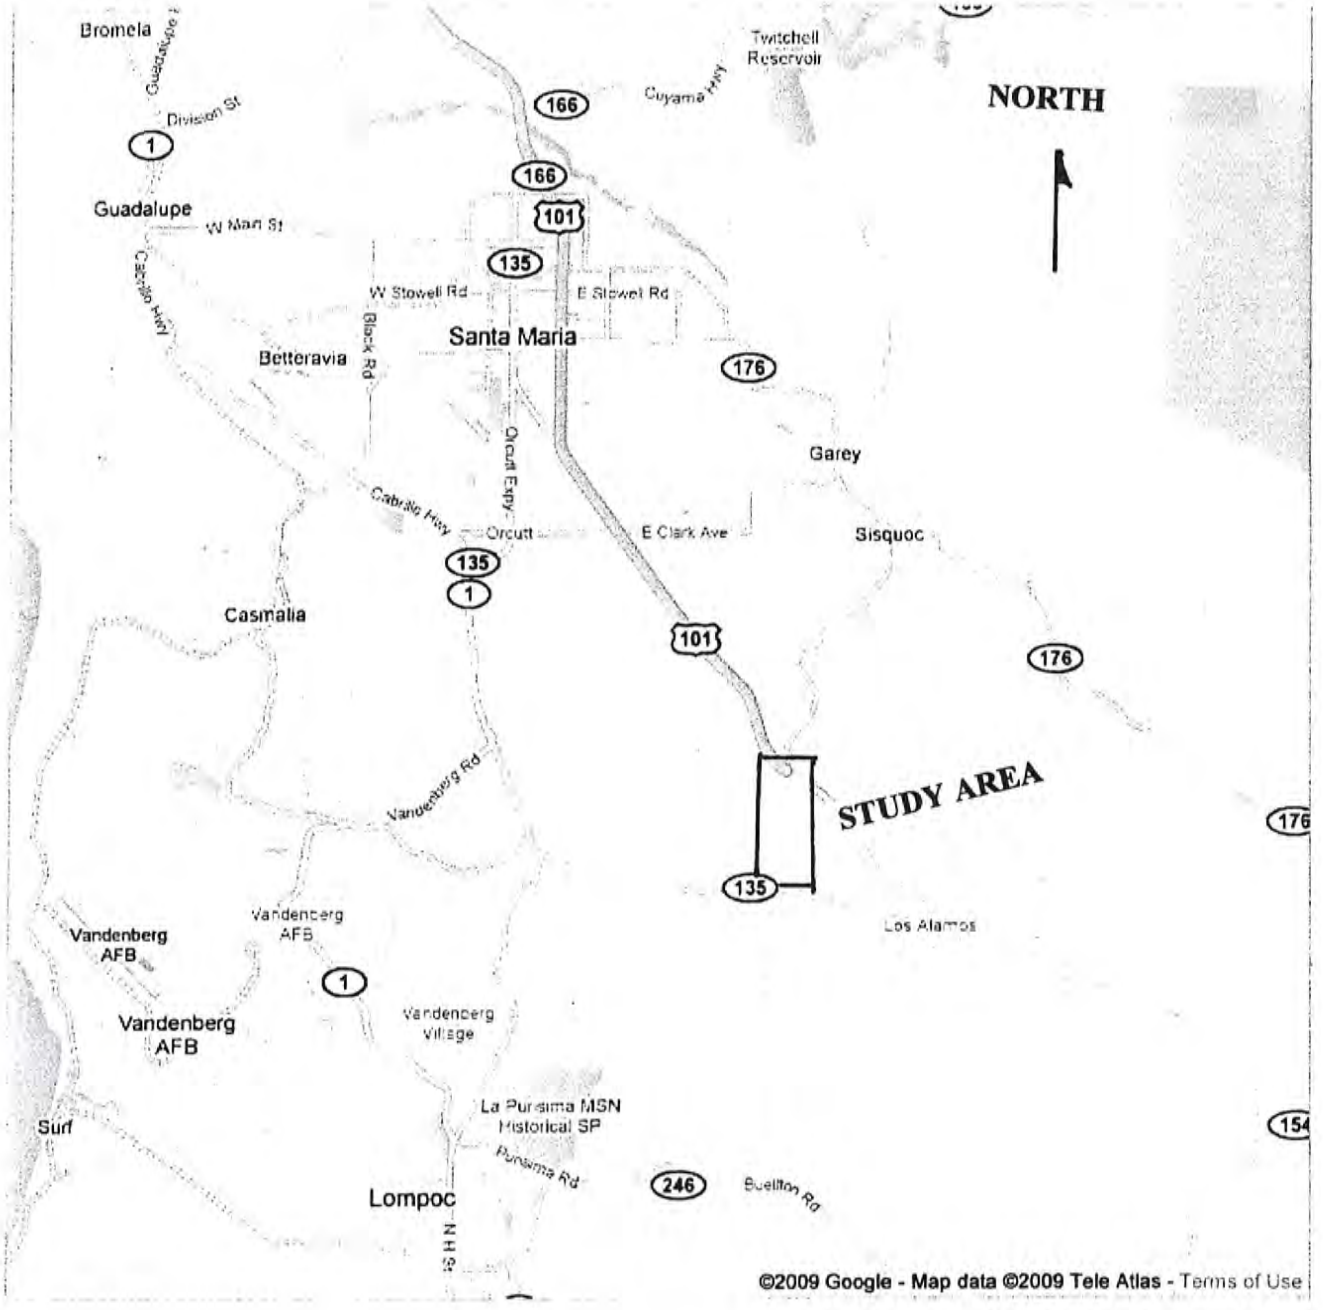 Bromela
Guadalupe
Twitchell
Reservoir
166
Cuyama Hwy
NORTH
Division St
1
166
Guadalupe
W Main St
101
135
Cabrillo Hwy
W Stowell Rd
E Stowell Rd
Black Rd
Santa Maria
Betteravia
176
Orcutt Expy
Garey
Cabrillo Hwy
Orcutt
E Clark Ave
Sisquoc
135
1
Casmalia
101
176
Vandenberg Rd
STUDY AREA
176
135
Vandenberg
AFB
Los Alamos
Vandenberg
AFB
1
Vandenberg
Village
Vandenberg
AFB
La Purisima MSN
Historical SP
Surf
154
Purisima Rd
246
Buellton Rd
Lompoc
N H St
©2009 Google - Map data ©2009 Tele Atlas - Terms of Use